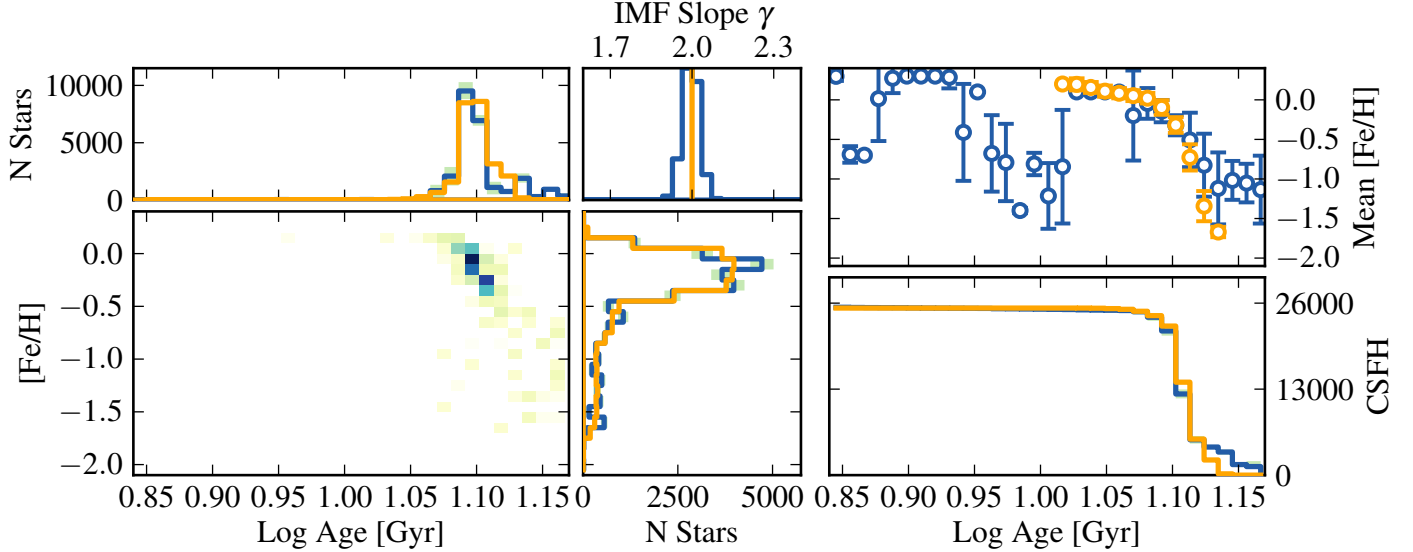 IMF Slope γ
1.7 2.0 2.3
10000
5000
0
N Stars
0.0
−0.5
−1.0
−1.5
−2.0
Mean [Fe/H]
0.0
−0.5
−1.0
−1.5
−2.0
[Fe/H]
26000
13000
0
CSFH
0.85 0.90 0.95 1.00 1.05 1.10 1.15
Log Age [Gyr]
0 2500 5000
N Stars
0.85 0.90 0.95 1.00 1.05 1.10 1.15
Log Age [Gyr]